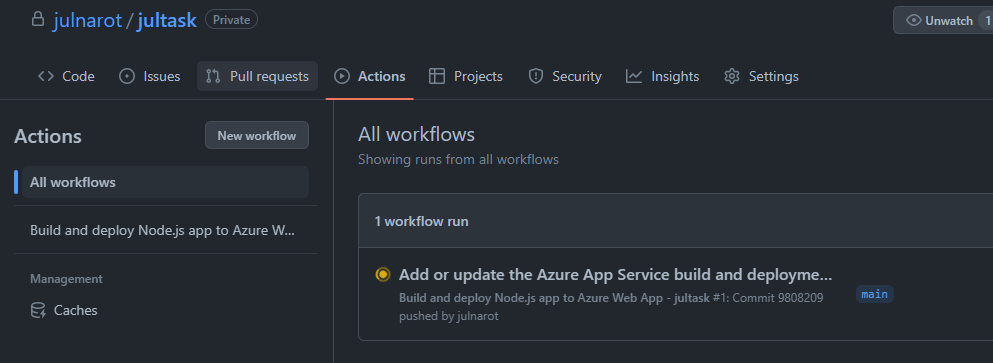 julnarot / jultask Private
Unwatch 1
Code Issues Pull requests Actions Projects Security Insights Settings
Actions
New workflow
All workflows
Build and deploy Node.js app to Azure W...
Management
Caches
All workflows
Showing runs from all workflows
1 workflow run
Add or update the Azure App Service build and deployme...
Build and deploy Node.js app to Azure Web App - jultask #1: Commit 9808209
pushed by julnarot
main